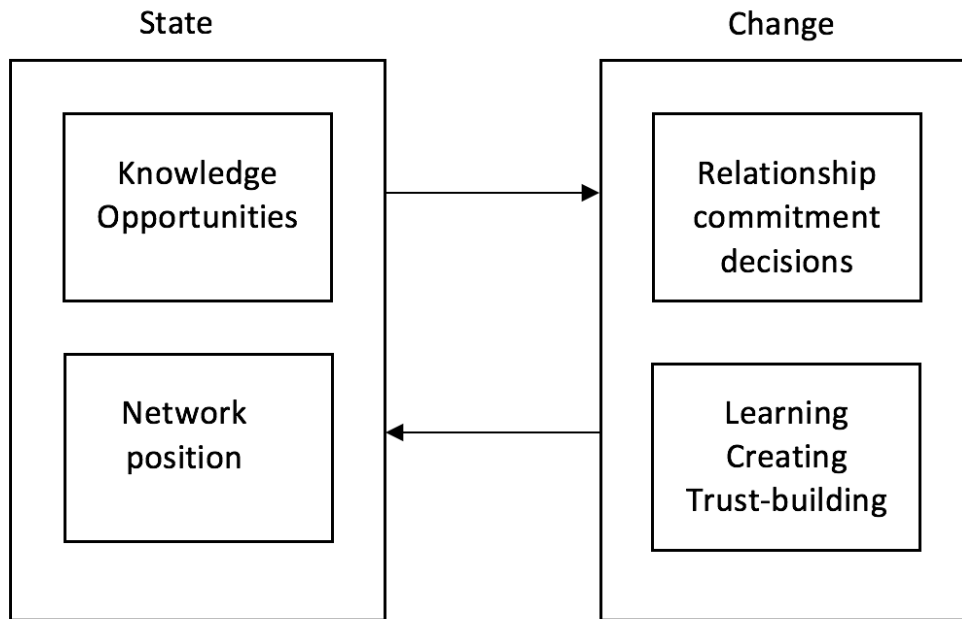 State
Change
Knowledge
Opportunities
Relationship
commitment
decisions
Network
position
Learning
Creating
Trust-building